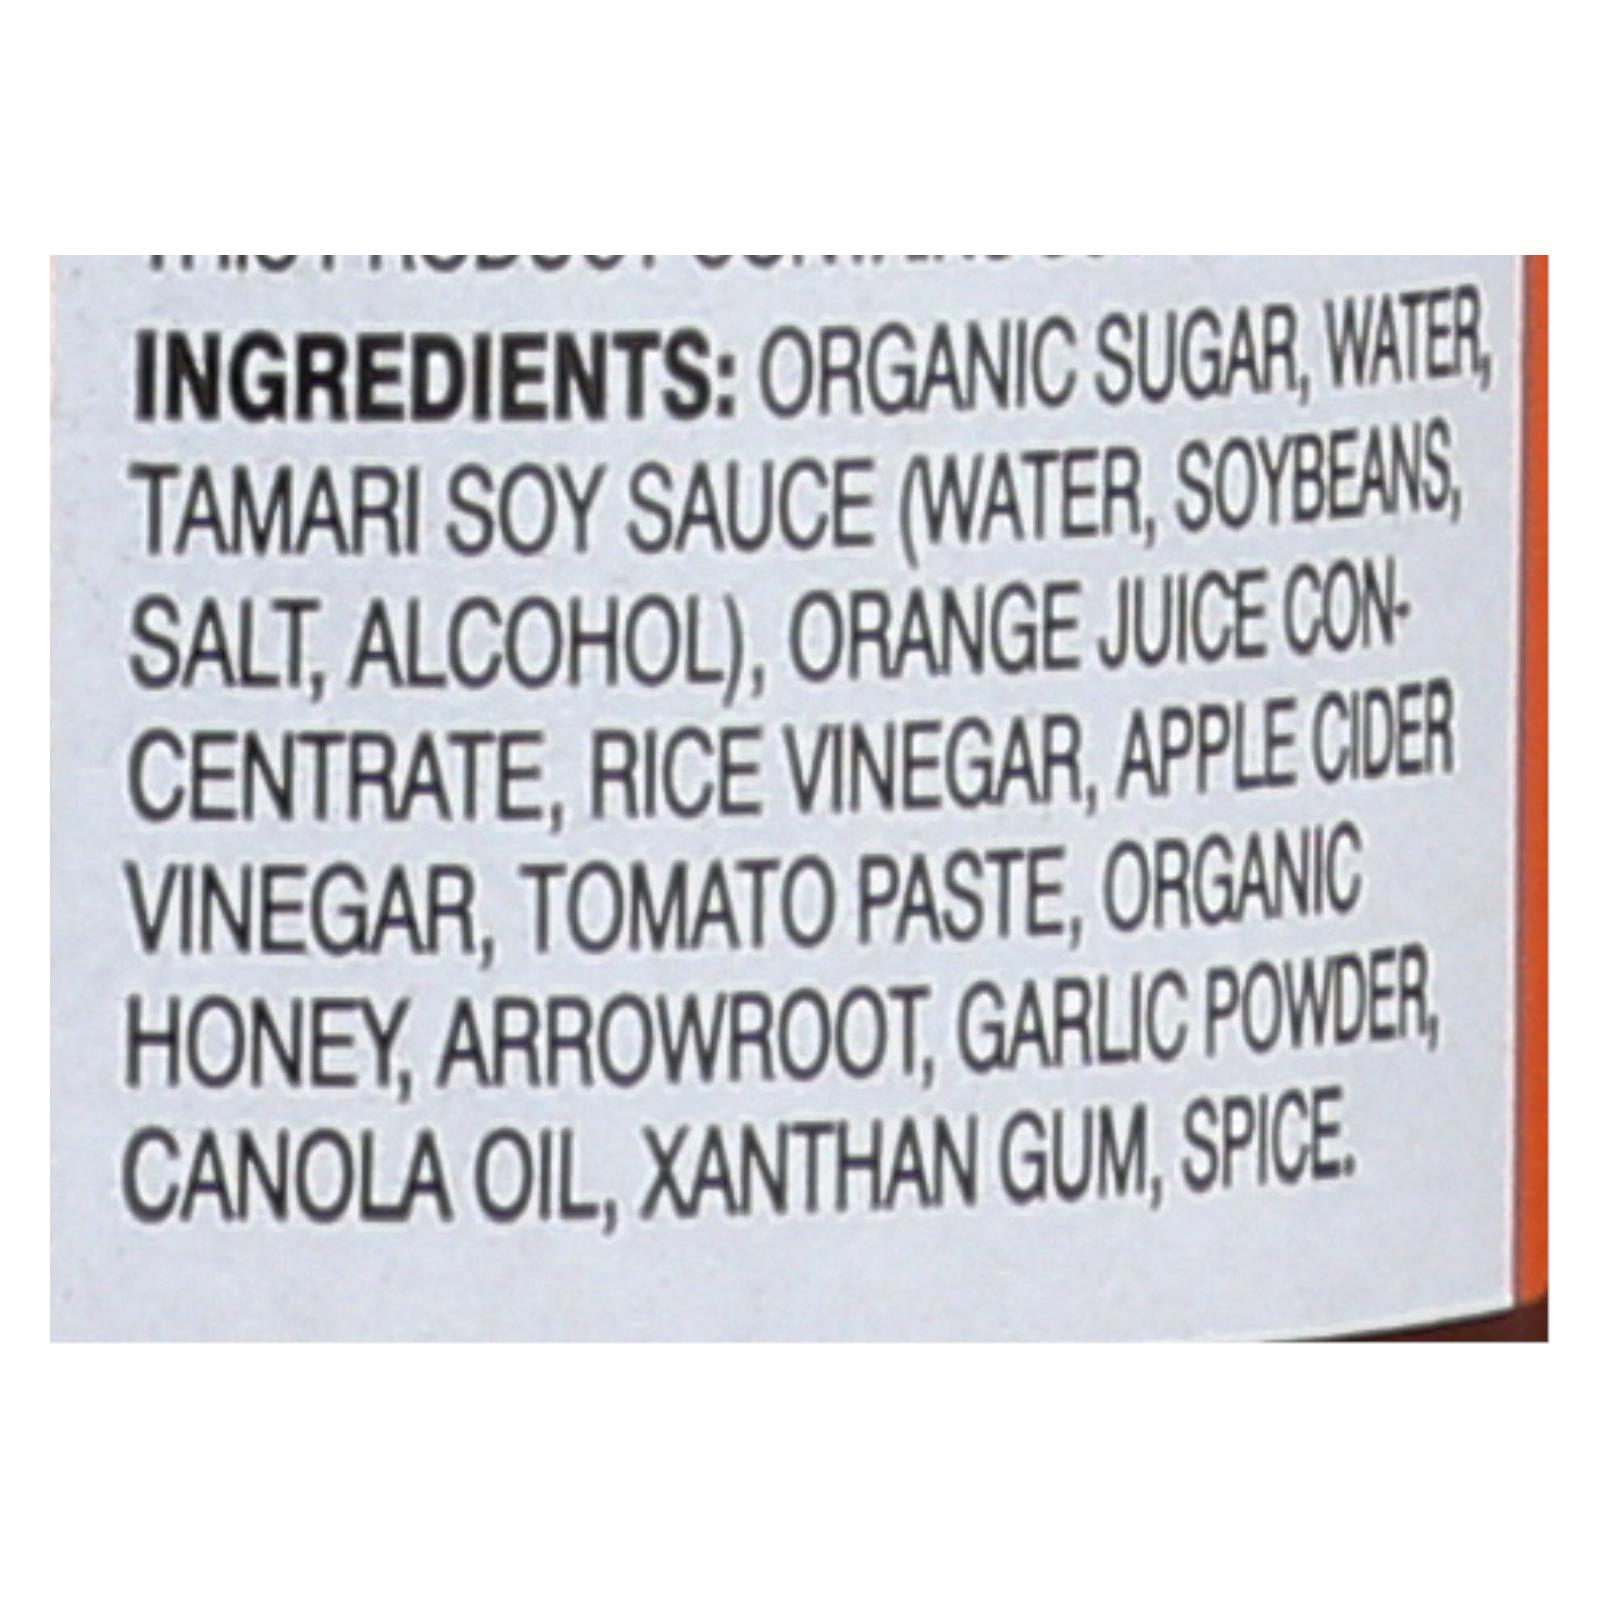 INGREDIENTS: ORGANIC SUGAR, WATER,
TAMARI SOY SAUCE (WATER, SOYBEANS,
SALT, ALCOHOL), ORANGE JUICE CON-
CENTRATE, RICE VINEGAR, APPLE CIDER
VINEGAR, TOMATO PASTE, ORGANIC
HONEY, ARROWROOT, GARLIC POWDER,
CANOLA OIL, XANTHAN GUM, SPICE.